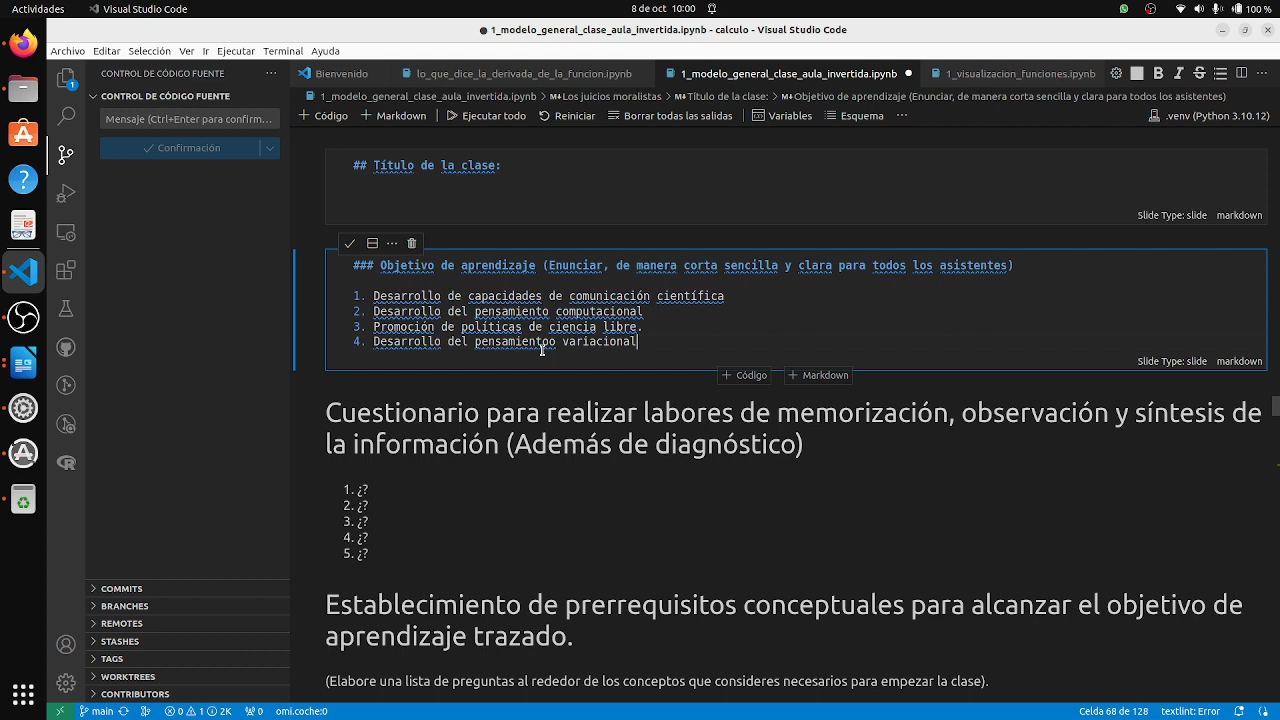 Actividades
Visual Studio Code
8 de oct 10:00
100 %
1_modelo_general_clase_aula_invertida.ipynb - calculo - Visual Studio Code
Archivo Editar Selección Ver Ir Ejecutar Terminal Ayuda
CONTROL DE CÓDIGO FUENTE
Bienvenido
lo_que_dice_la_derivada_de_la_funcion.ipynb
1_modelo_general_clase_aula_invertida.ipynb
1_visualizacion_funciones.ipynb
CONTROL DE CÓDIGO FUENTE
1_modelo_general_clase_aula_invertida.ipynb > Los juicios moralistas > Título de la clase: > Objetivo de aprendizaje (Enunciar, de manera corta sencilla y clara para todos los asistentes)
Mensaje (Ctrl+Enter para confirm...
Código Markdown Ejecutar todo Reiniciar Borrar todas las salidas Variables Esquema ... .venv (Python 3.10.12)
Confirmación
## Título de la clase:
Slide Type: slide markdown
### Objetivo de aprendizaje (Enunciar, de manera corta sencilla y clara para todos los asistentes)
1. Desarrollo de capacidades de comunicación científica
2. Desarrollo del pensamiento computacional
3. Promoción de políticas de ciencia libre.
4. Desarrollo del pensamientpo variacional
Slide Type: slide markdown
+ Código + Markdown
Cuestionario para realizar labores de memorización, observación y síntesis de
la información (Además de diagnóstico)
1. ¿?
2. ¿?
3. ¿?
4. ¿?
5. ¿?
Establecimiento de prerrequisitos conceptuales para alcanzar el objetivo de
aprendizaje trazado.
(Elabore una lista de preguntas al rededor de los conceptos que consideres necesarios para empezar la clase).
COMMITS
BRANCHES
REMOTES
STASHES
TAGS
WORKTREES
CONTRIBUTORS
main 0 1 2K 0 omi.coche:0 Celda 68 de 128 textlint: Error